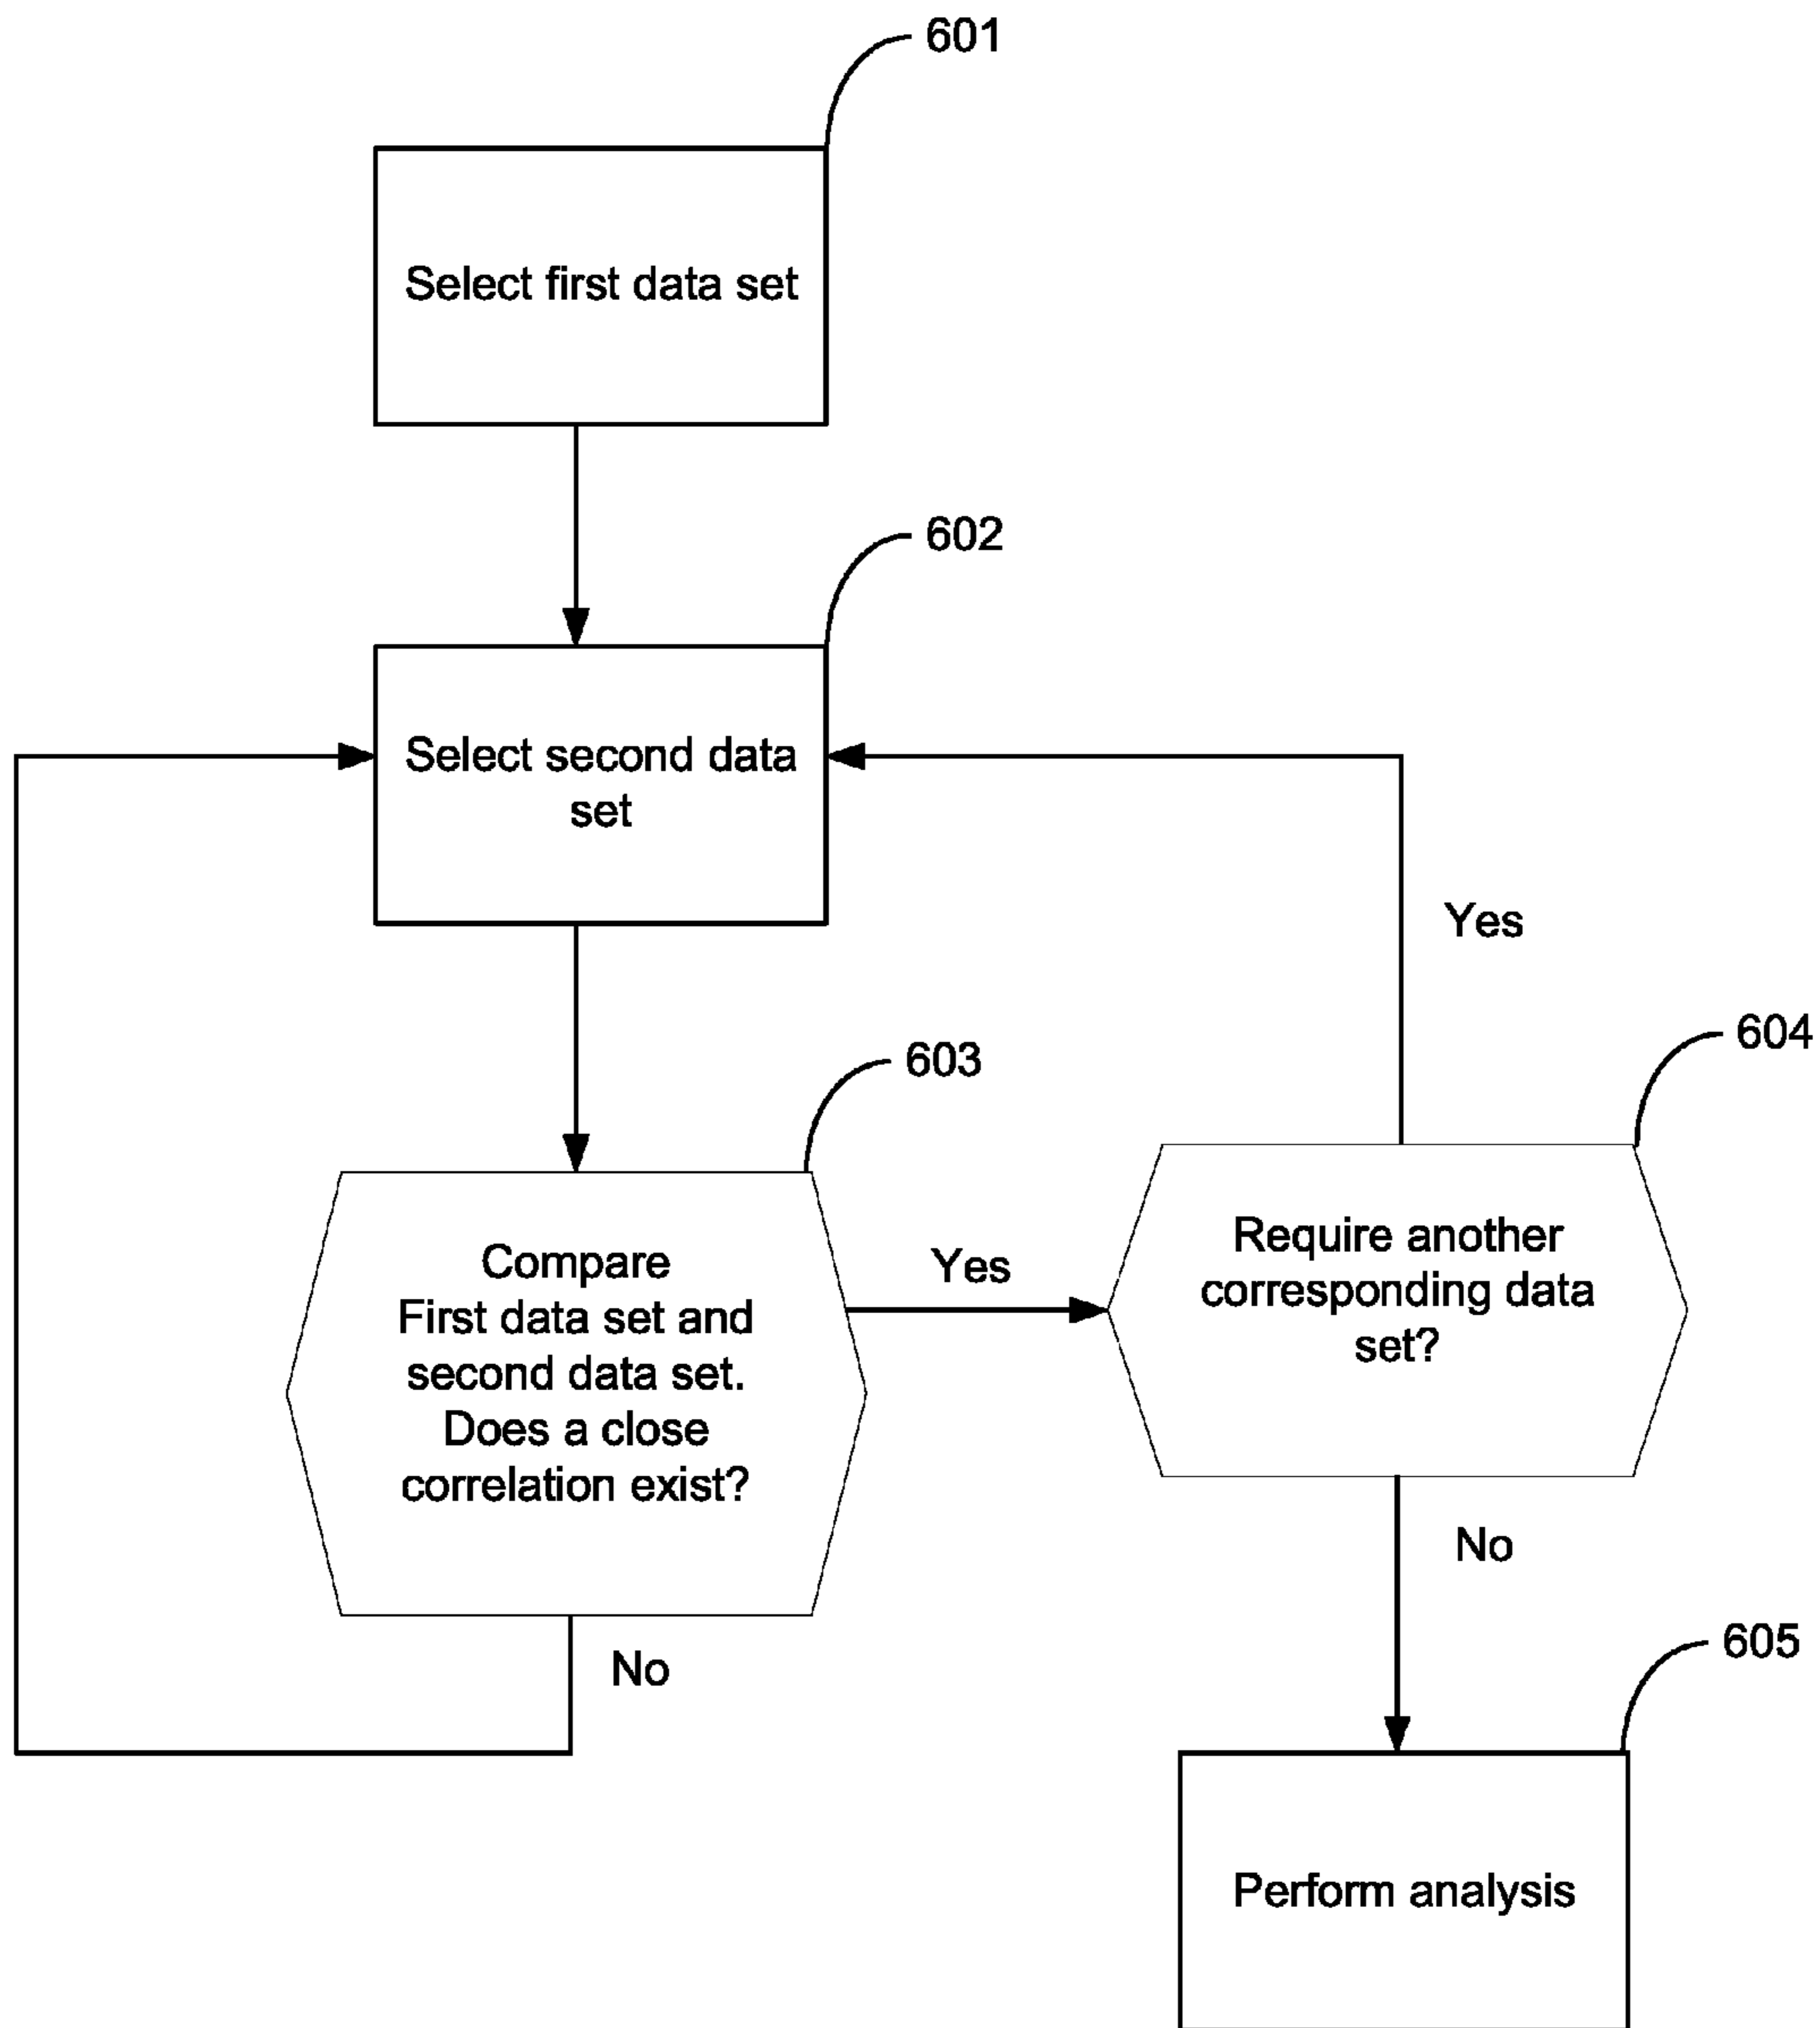 601
Select first data set
602
Select second data
set
Yes
604
603
Compare
First data set and
second data set.
Does a close
correlation exist?
Yes
Require another
corresponding data
set?
No
No
605
Perform analysis